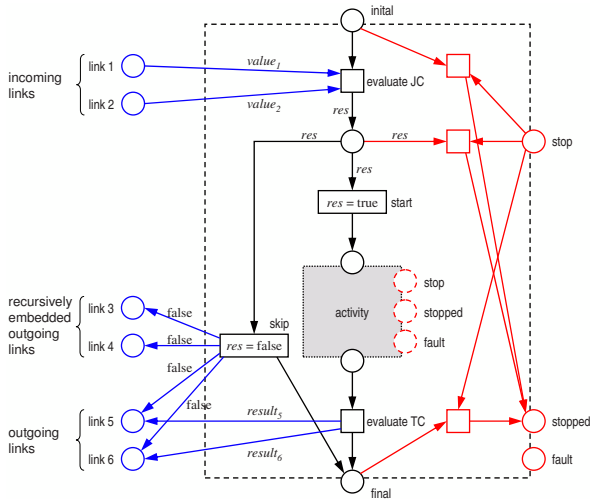 inital
link 1
value1
incoming
links
evaluate JC
link 2
value2
res
res
res
stop
res
res = true
start
stop
activity
stopped
fault
recursively
embedded
outgoing
links
link 3
false
skip
link 4
false
res = false
false
false
outgoing
links
link 5
result5
evaluate TC
stopped
link 6
result6
fault
final